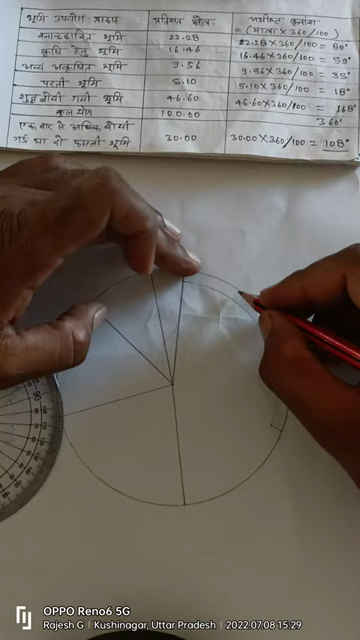 भूमि उपयोग प्रारूप प्रतिशत क्षेत्र अभीष्ट कुमाग
= (मात्रा × 360/100)
वनाच्छादित भूमि 22.28 22.28 × 360/100 = 80°
कृषि हेतु भूमि 16.46 16.46 × 360/100 = 59°
अन्य अकृषित भूमि 9.56 9.56 × 360/100 = 35°
परती भूमि 5.10 5.10 × 360/100 = 18°
शुद्ध बोयी गयी भूमि 46.60 46.60 × 360/100 = 168°
कुल योग 100.00 360°
एक बार से अधिक बोयी
गई या दो फसली भूमि 30.00 30.00 × 360/100 = 108°
OPPO Reno6 5G
Rajesh.G | Kushinagar, Uttar Pradesh | 2022.07.08 15:29